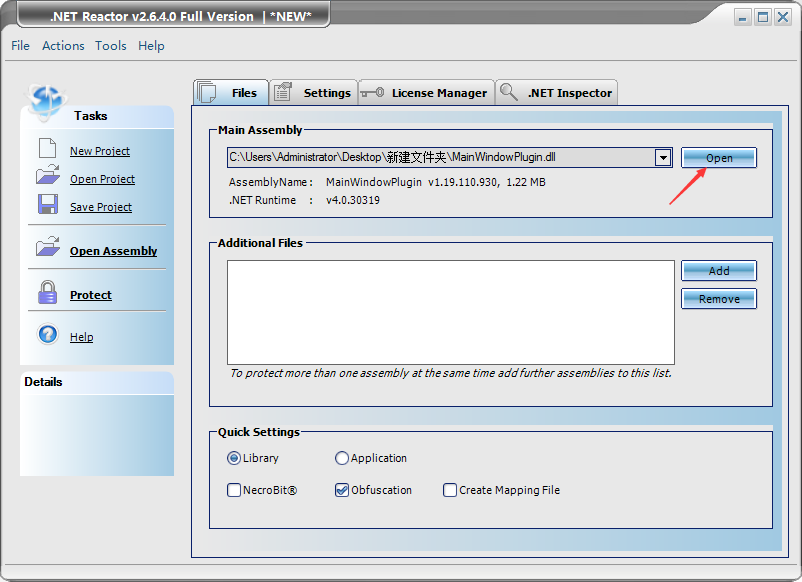 .NET Reactor v2.6.4.0 Full Version | *NEW*
File Actions Tools Help
Tasks
New Project
Open Project
Save Project
Open Assembly
Protect
Help
Details
Files Settings License Manager .NET Inspector
Main Assembly
C:\Users\Administrator\Desktop\新建文件夹\MainWindowPlugin.dll
Open
AssemblyName: MainWindowPlugin v1.19.110.930, 1.22 MB
.NET Runtime : v4.0.30319
Additional Files
Add
Remove
To protect more than one assembly at the same time add further assemblies to this list.
Quick Settings
Library Application
NecroBit® Obfuscation Create Mapping File